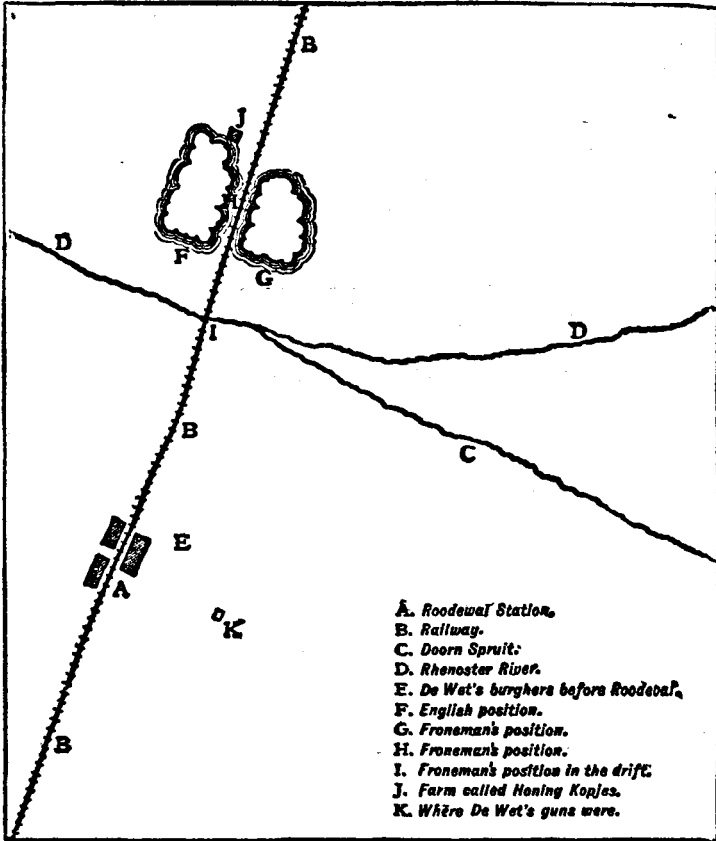 B
J
H
D
F
G
I
D
B
C
E
A
K.
B
A. Roodewal Station.
B. Railway.
C. Doorn Spruit.
D. Rhenoster River.
E. De Wet's burghers before Roodeval.
F. English position.
G. Froneman's position.
H. Froneman's position.
I. Froneman's position in the drift.
J. Farm called Honing Kopjes.
K. Where De Wet's guns were.